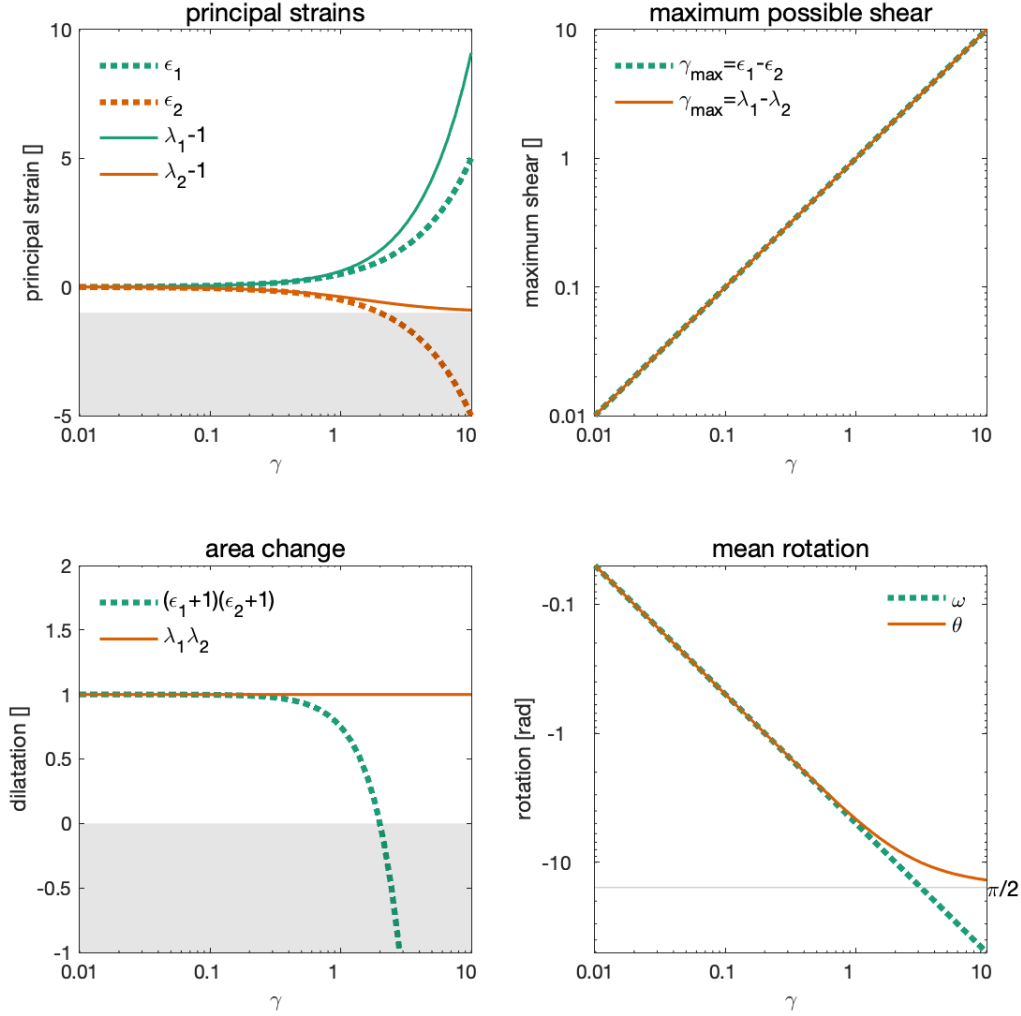 principal strains
10
5
0
-5
principal strain []
ϵ1
ϵ2
λ1-1
λ2-1
0.01
0.1
1
10
γ
maximum possible shear
10
1
0.1
0.01
maximum shear []
γmax=ϵ1-ϵ2
γmax=λ1-λ2
0.01
0.1
1
10
γ
area change
2
1.5
1
0.5
0
-0.5
-1
dilatation []
(ϵ1+1)(ϵ2+1)
λ1λ2
0.01
0.1
1
10
γ
mean rotation
-0.1
-1
-10
rotation [rad]
ω
θ
π/2
0.01
0.1
1
10
γ